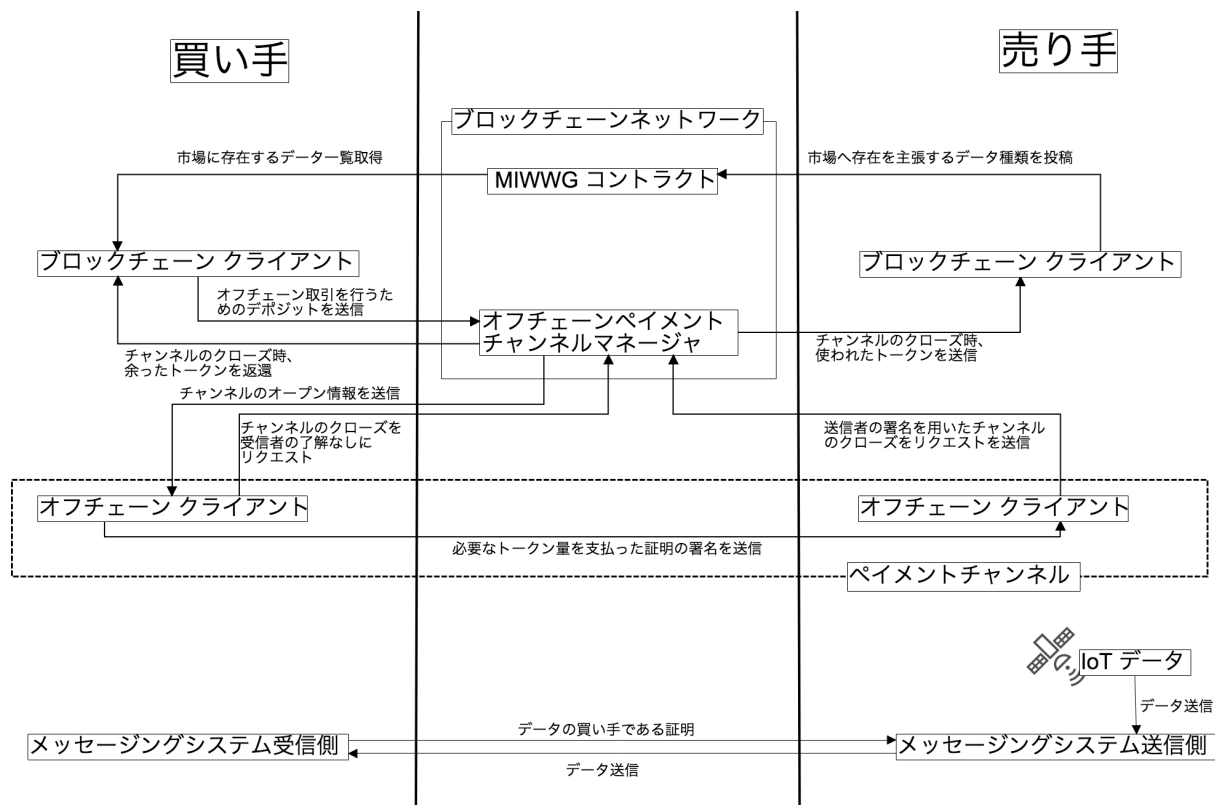 買い手
売り手
ブロックチェーンネットワーク
市場に存在するデータ一覧取得
市場へ存在を主張するデータ種類を投稿
MIWWG コントラクト
ブロックチェーン クライアント
ブロックチェーン クライアント
オフチェーン取引を行うた
めのデポジットを送信
オフチェーンペイメント
チャンネルマネージャ
チャンネルのクローズ時、
使われたトークンを送信
チャンネルのクローズ時、
余ったトークンを返還
チャンネルのオープン情報を送信
チャンネルのクローズを
受信者の了解なしに
リクエスト
送信者の署名を用いたチャンネル
のクローズをリクエストを送信
オフチェーン クライアント
オフチェーン クライアント
必要なトークン量を支払った証明の署名を送信
ペイメントチャンネル
IoT データ
データ送信
データの買い手である証明
メッセージングシステム受信側
メッセージングシステム送信側
データ送信